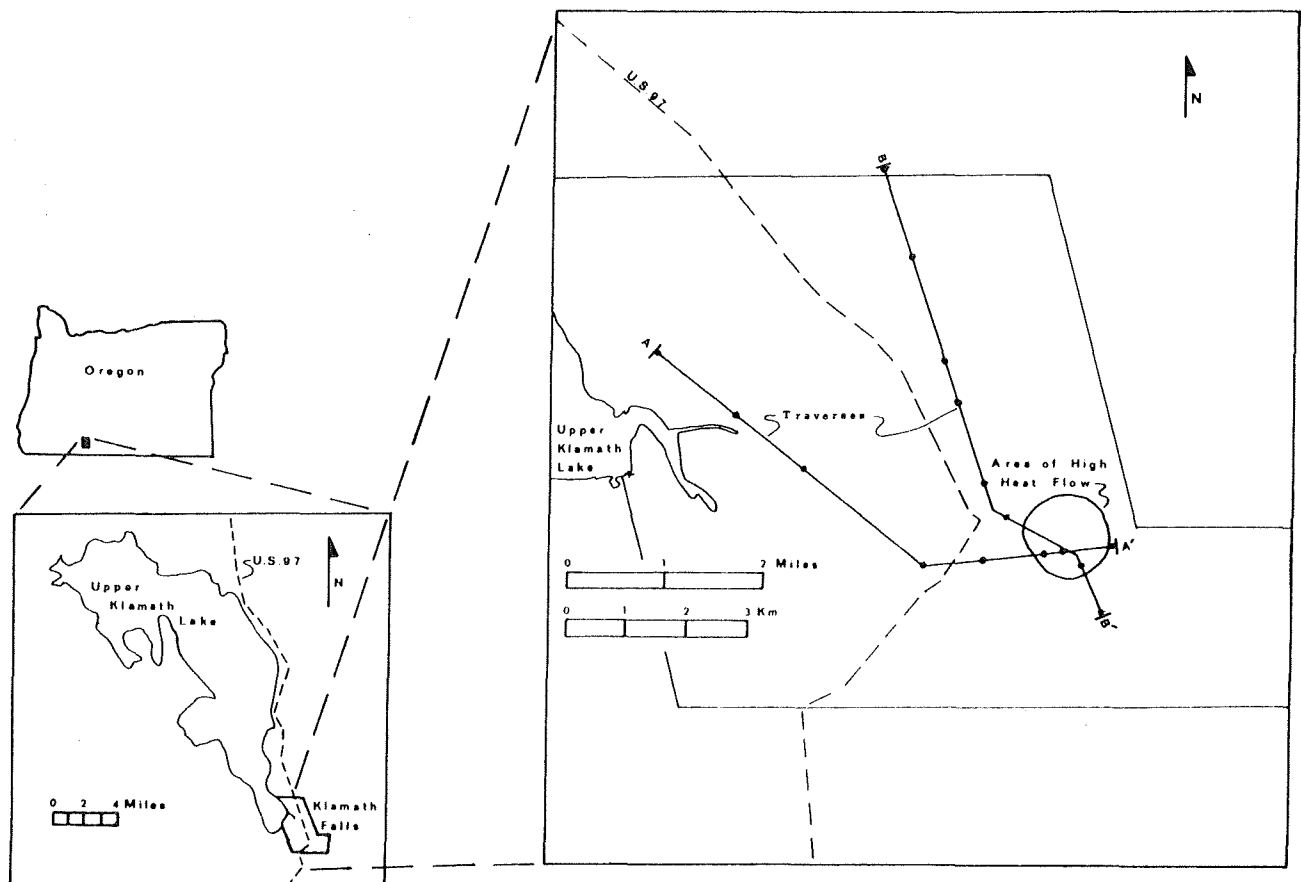 Oregon
Upper
Klamath
Lake
U.S.97
N
0 2 4 Miles
Klamath
Falls
U.S 97
N
B
A
Traverses
Upper
Klamath
Lake
Area of High
Heat Flow
A'
B'
0 1 2 Miles
0 1 2 3 Km